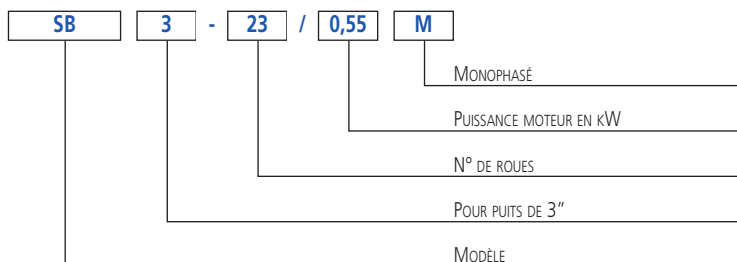 SB 3 - 23 / 0,55 M
Monophasé
Puissance moteur en kW
N° de roues
Pour puits de 3"
Modèle